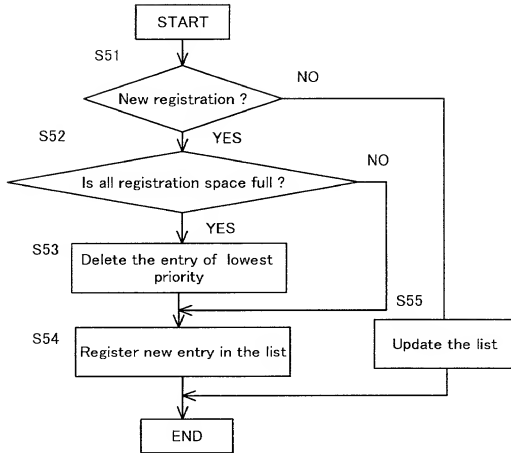 START
S51
NO
New registration ?
YES
S52
NO
Is all registration space full ?
YES
S53
Delete the entry of lowest
priority
S55
S54
Register new entry in the list
Update the list
END